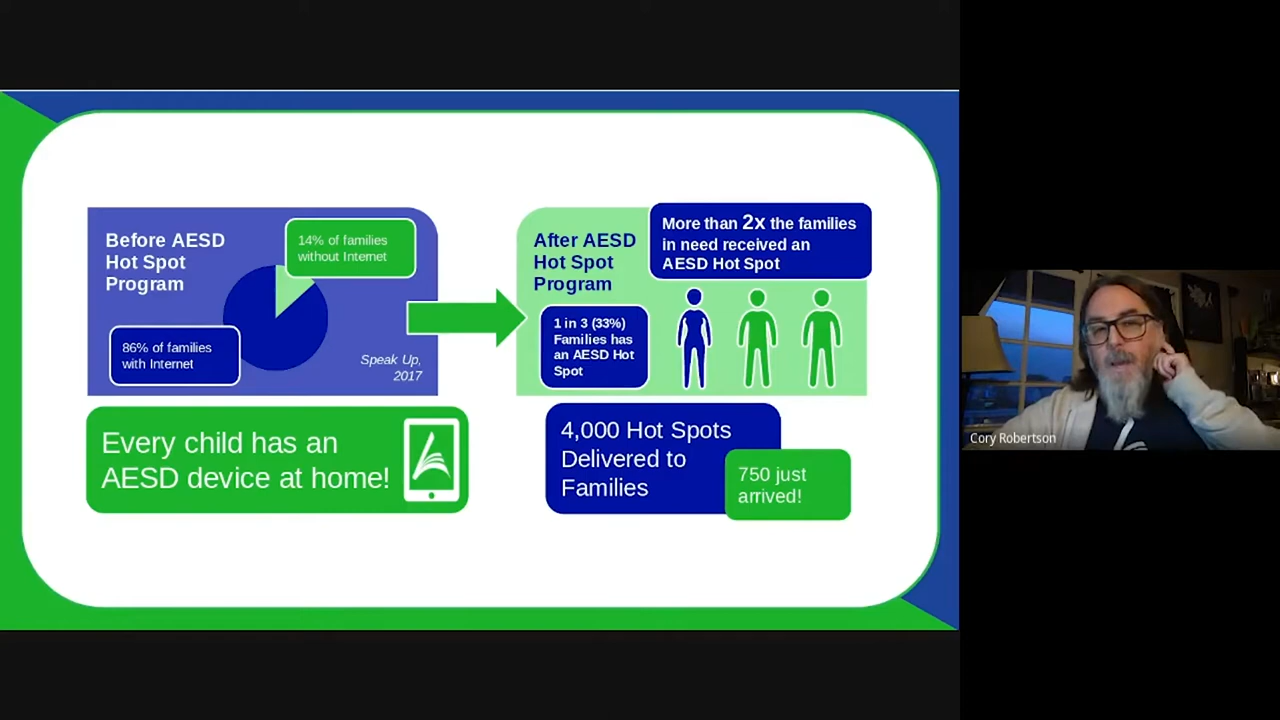 Before AESD
Hot Spot
Program
14% of families
without Internet
86% of families
with Internet
Speak Up,
2017
After AESD
Hot Spot
Program
More than 2x the families
in need received an
AESD Hot Spot
1 in 3 (33%)
Families has
an AESD Hot
Spot
Every child has an
AESD device at home!
4,000 Hot Spots
Delivered to
Families
750 just
arrived!
Cory Robertson